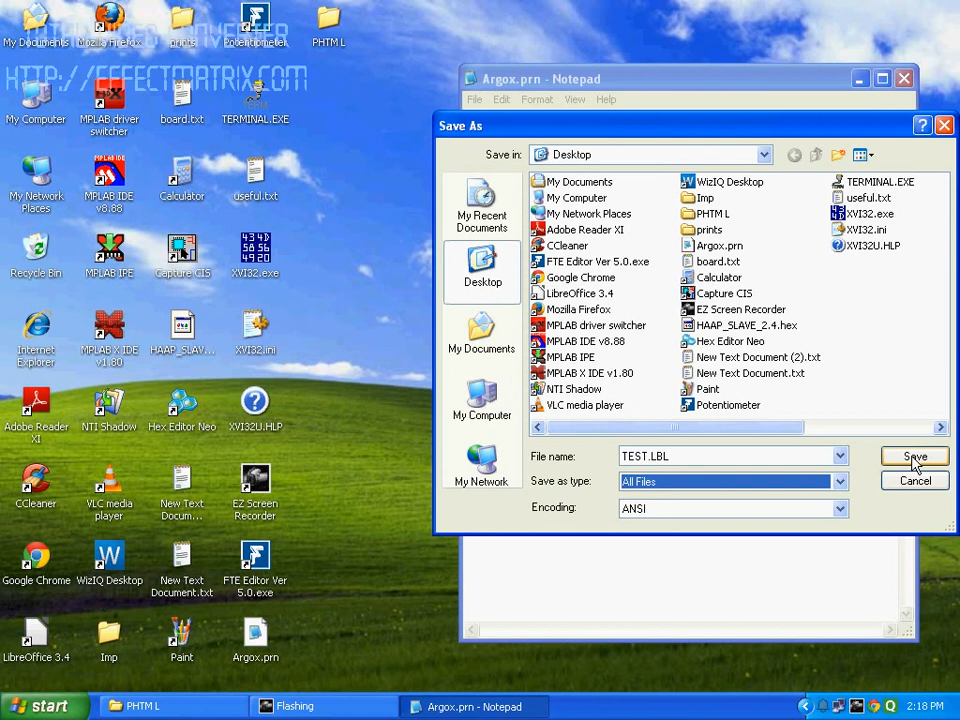 HTTP://EFFECTMATRIX.COM
My Documents
Mozilla Firefox
prints
Potentiometer
PHTM L
My Computer
MPLAB driver switcher
board.txt
TERMINAL.EXE
My Network Places
MPLAB IDE v8.88
Calculator
useful.txt
Recycle Bin
MPLAB IPE
Capture CIS
XVI32.exe
Internet Explorer
MPLAB X IDE v1.80
HAAP_SLAV...
XVI32.ini
Adobe Reader XI
NTI Shadow
Hex Editor Neo
XVI32U.HLP
CCleaner
VLC media player
New Text Docum...
EZ Screen Recorder
Google Chrome
WizIQ Desktop
New Text Document.txt
FTE Editor Ver 5.0.exe
LibreOffice 3.4
Imp
Paint
Argox.prn
Argox.prn - Notepad
File Edit Format View Help
Save As
Save in: Desktop
My Recent Documents
Desktop
My Documents
My Computer
My Network
My Documents
My Computer
My Network Places
Adobe Reader XI
CCleaner
FTE Editor Ver 5.0.exe
Google Chrome
LibreOffice 3.4
Mozilla Firefox
MPLAB driver switcher
MPLAB IDE v8.88
MPLAB IPE
MPLAB X IDE v1.80
NTI Shadow
VLC media player
WizIQ Desktop
Imp
PHTM L
prints
Argox.prn
board.txt
Calculator
Capture CIS
EZ Screen Recorder
HAAP_SLAVE_2.4.hex
Hex Editor Neo
New Text Document (2).txt
New Text Document.txt
Paint
Potentiometer
TERMINAL.EXE
useful.txt
XVI32.exe
XVI32.ini
XVI32U.HLP
File name: TEST.LBL Save
Save as type: All Files Cancel
Encoding: ANSI
start PHTM L Flashing Argox.prn - Notepad 2:18 PM